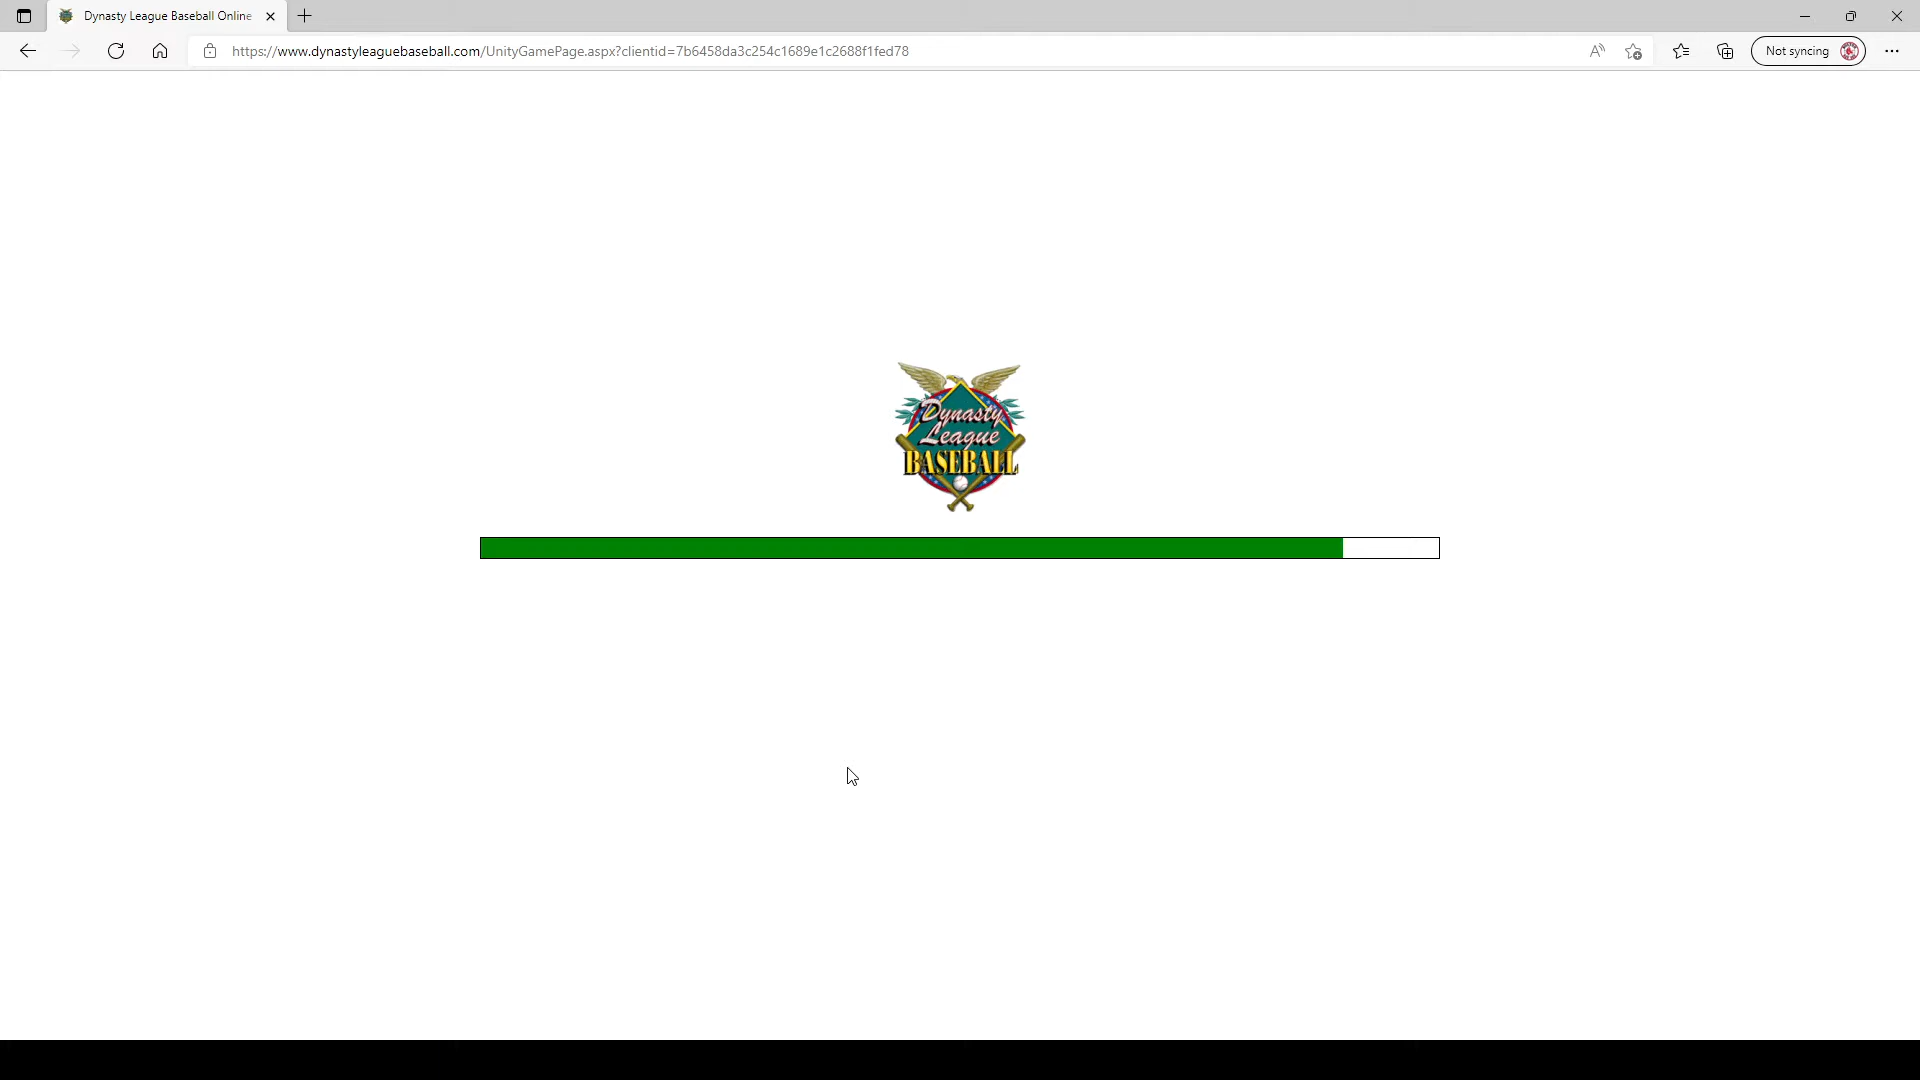 Dynasty League Baseball Online
https://www.dynastyleaguebaseball.com/UnityGamePage.aspx?clientid=7b6458da3c254c1689e1c2688f1fed78
Not syncing
Dynasty
League
BASEBALL